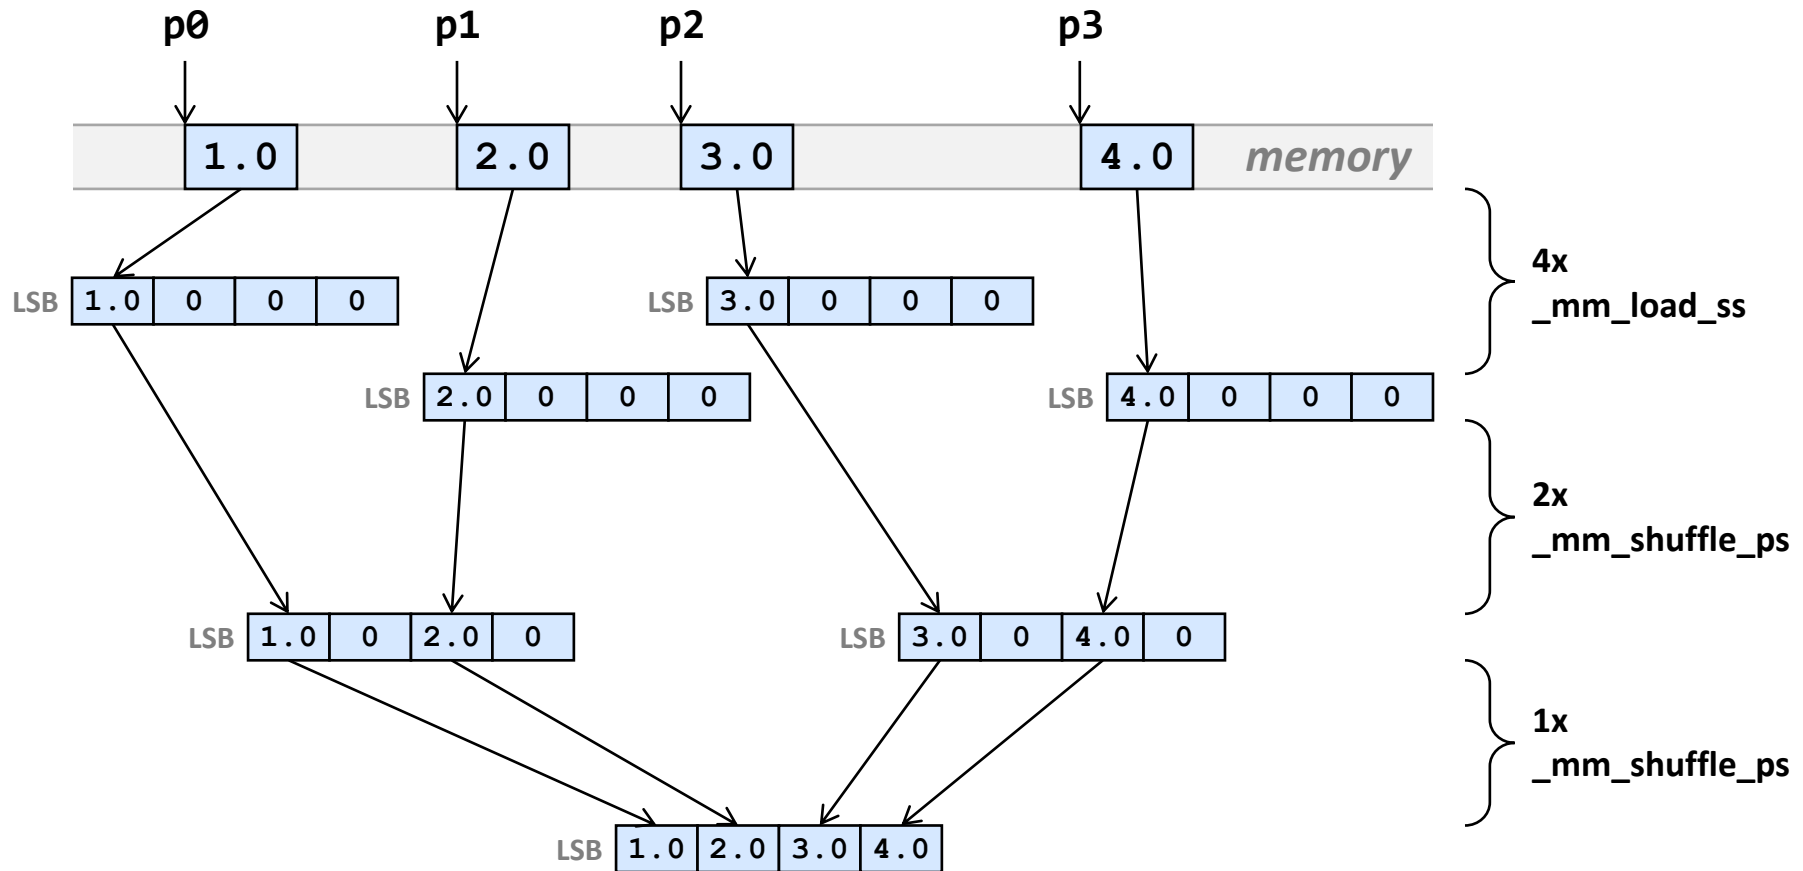 p0 p1 p2 p3
1.0 2.0 3.0 4.0 memory
4x
_mm_load_ss
LSB 1.0 0 0 0 LSB 3.0 0 0 0
LSB 2.0 0 0 0 LSB 4.0 0 0 0
2x
_mm_shuffle_ps
LSB 1.0 0 2.0 0 LSB 3.0 0 4.0 0
1x
_mm_shuffle_ps
LSB 1.0 2.0 3.0 4.0